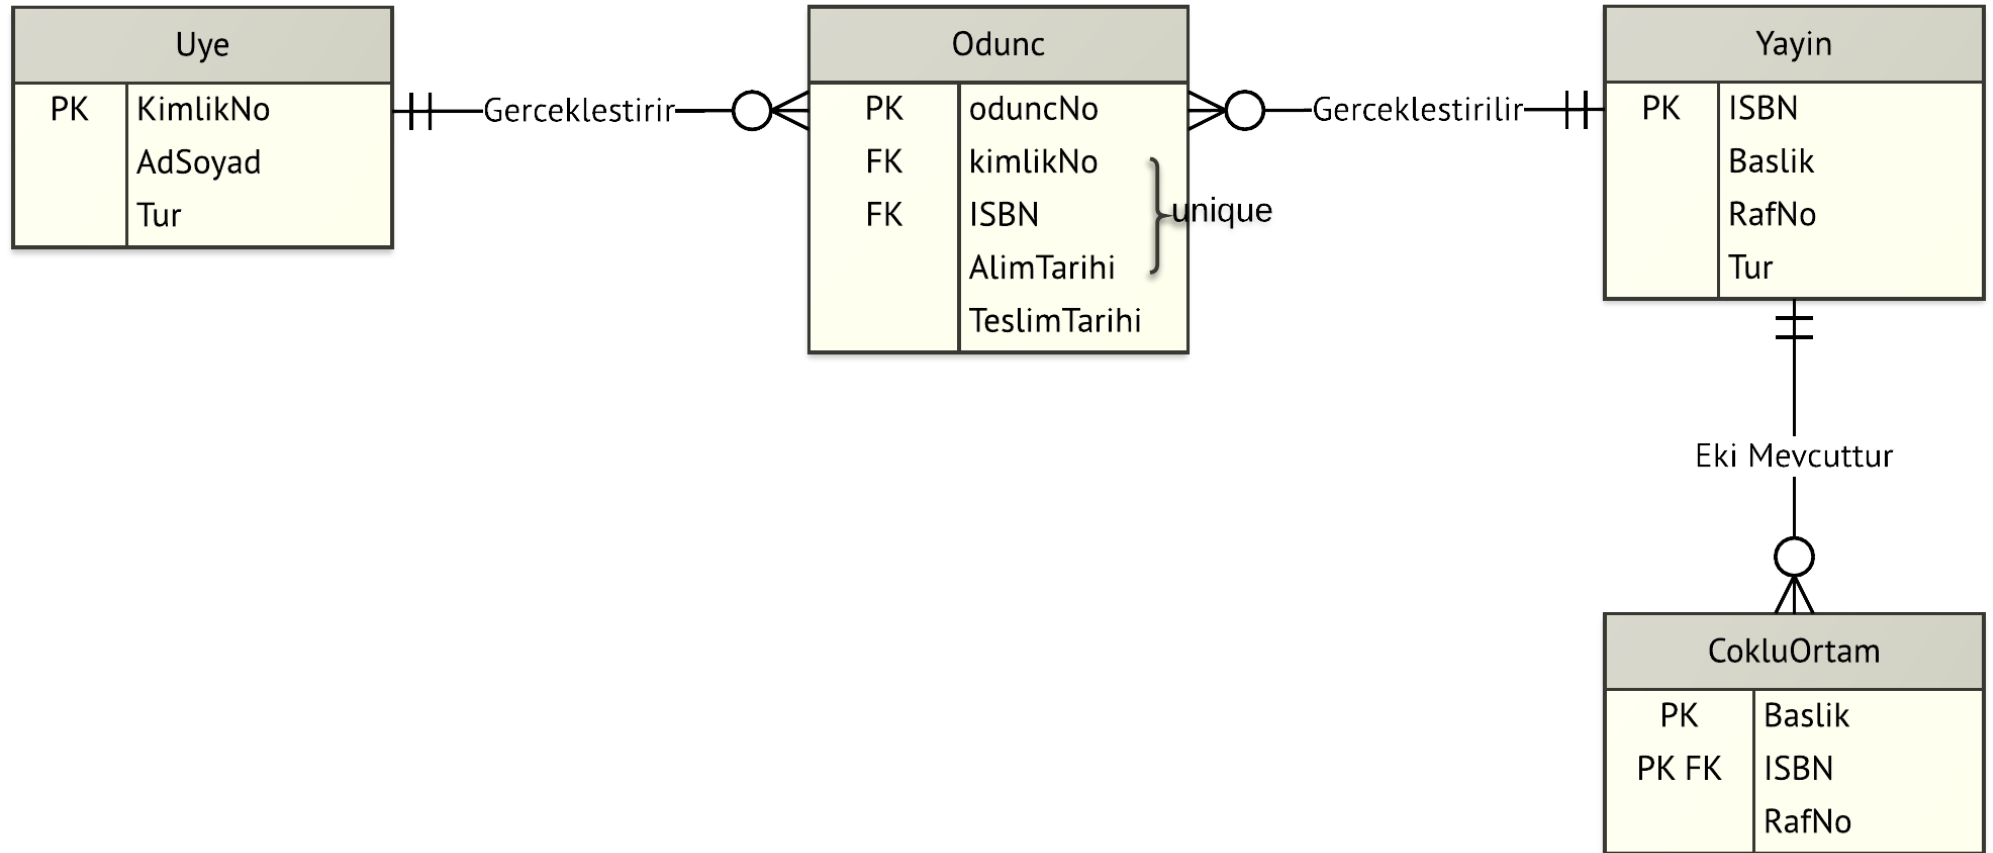 Uye
PK KimlikNo
AdSoyad
Tur
Gerceklestirir
Odunc
PK oduncNo
FK kimlikNo
FK ISBN
AlimTarihi
TeslimTarihi
unique
Gerceklestirilir
Yayin
PK ISBN
Baslik
RafNo
Tur
Eki Mevcuttur
CokluOrtam
PK Baslik
PK FK ISBN
RafNo